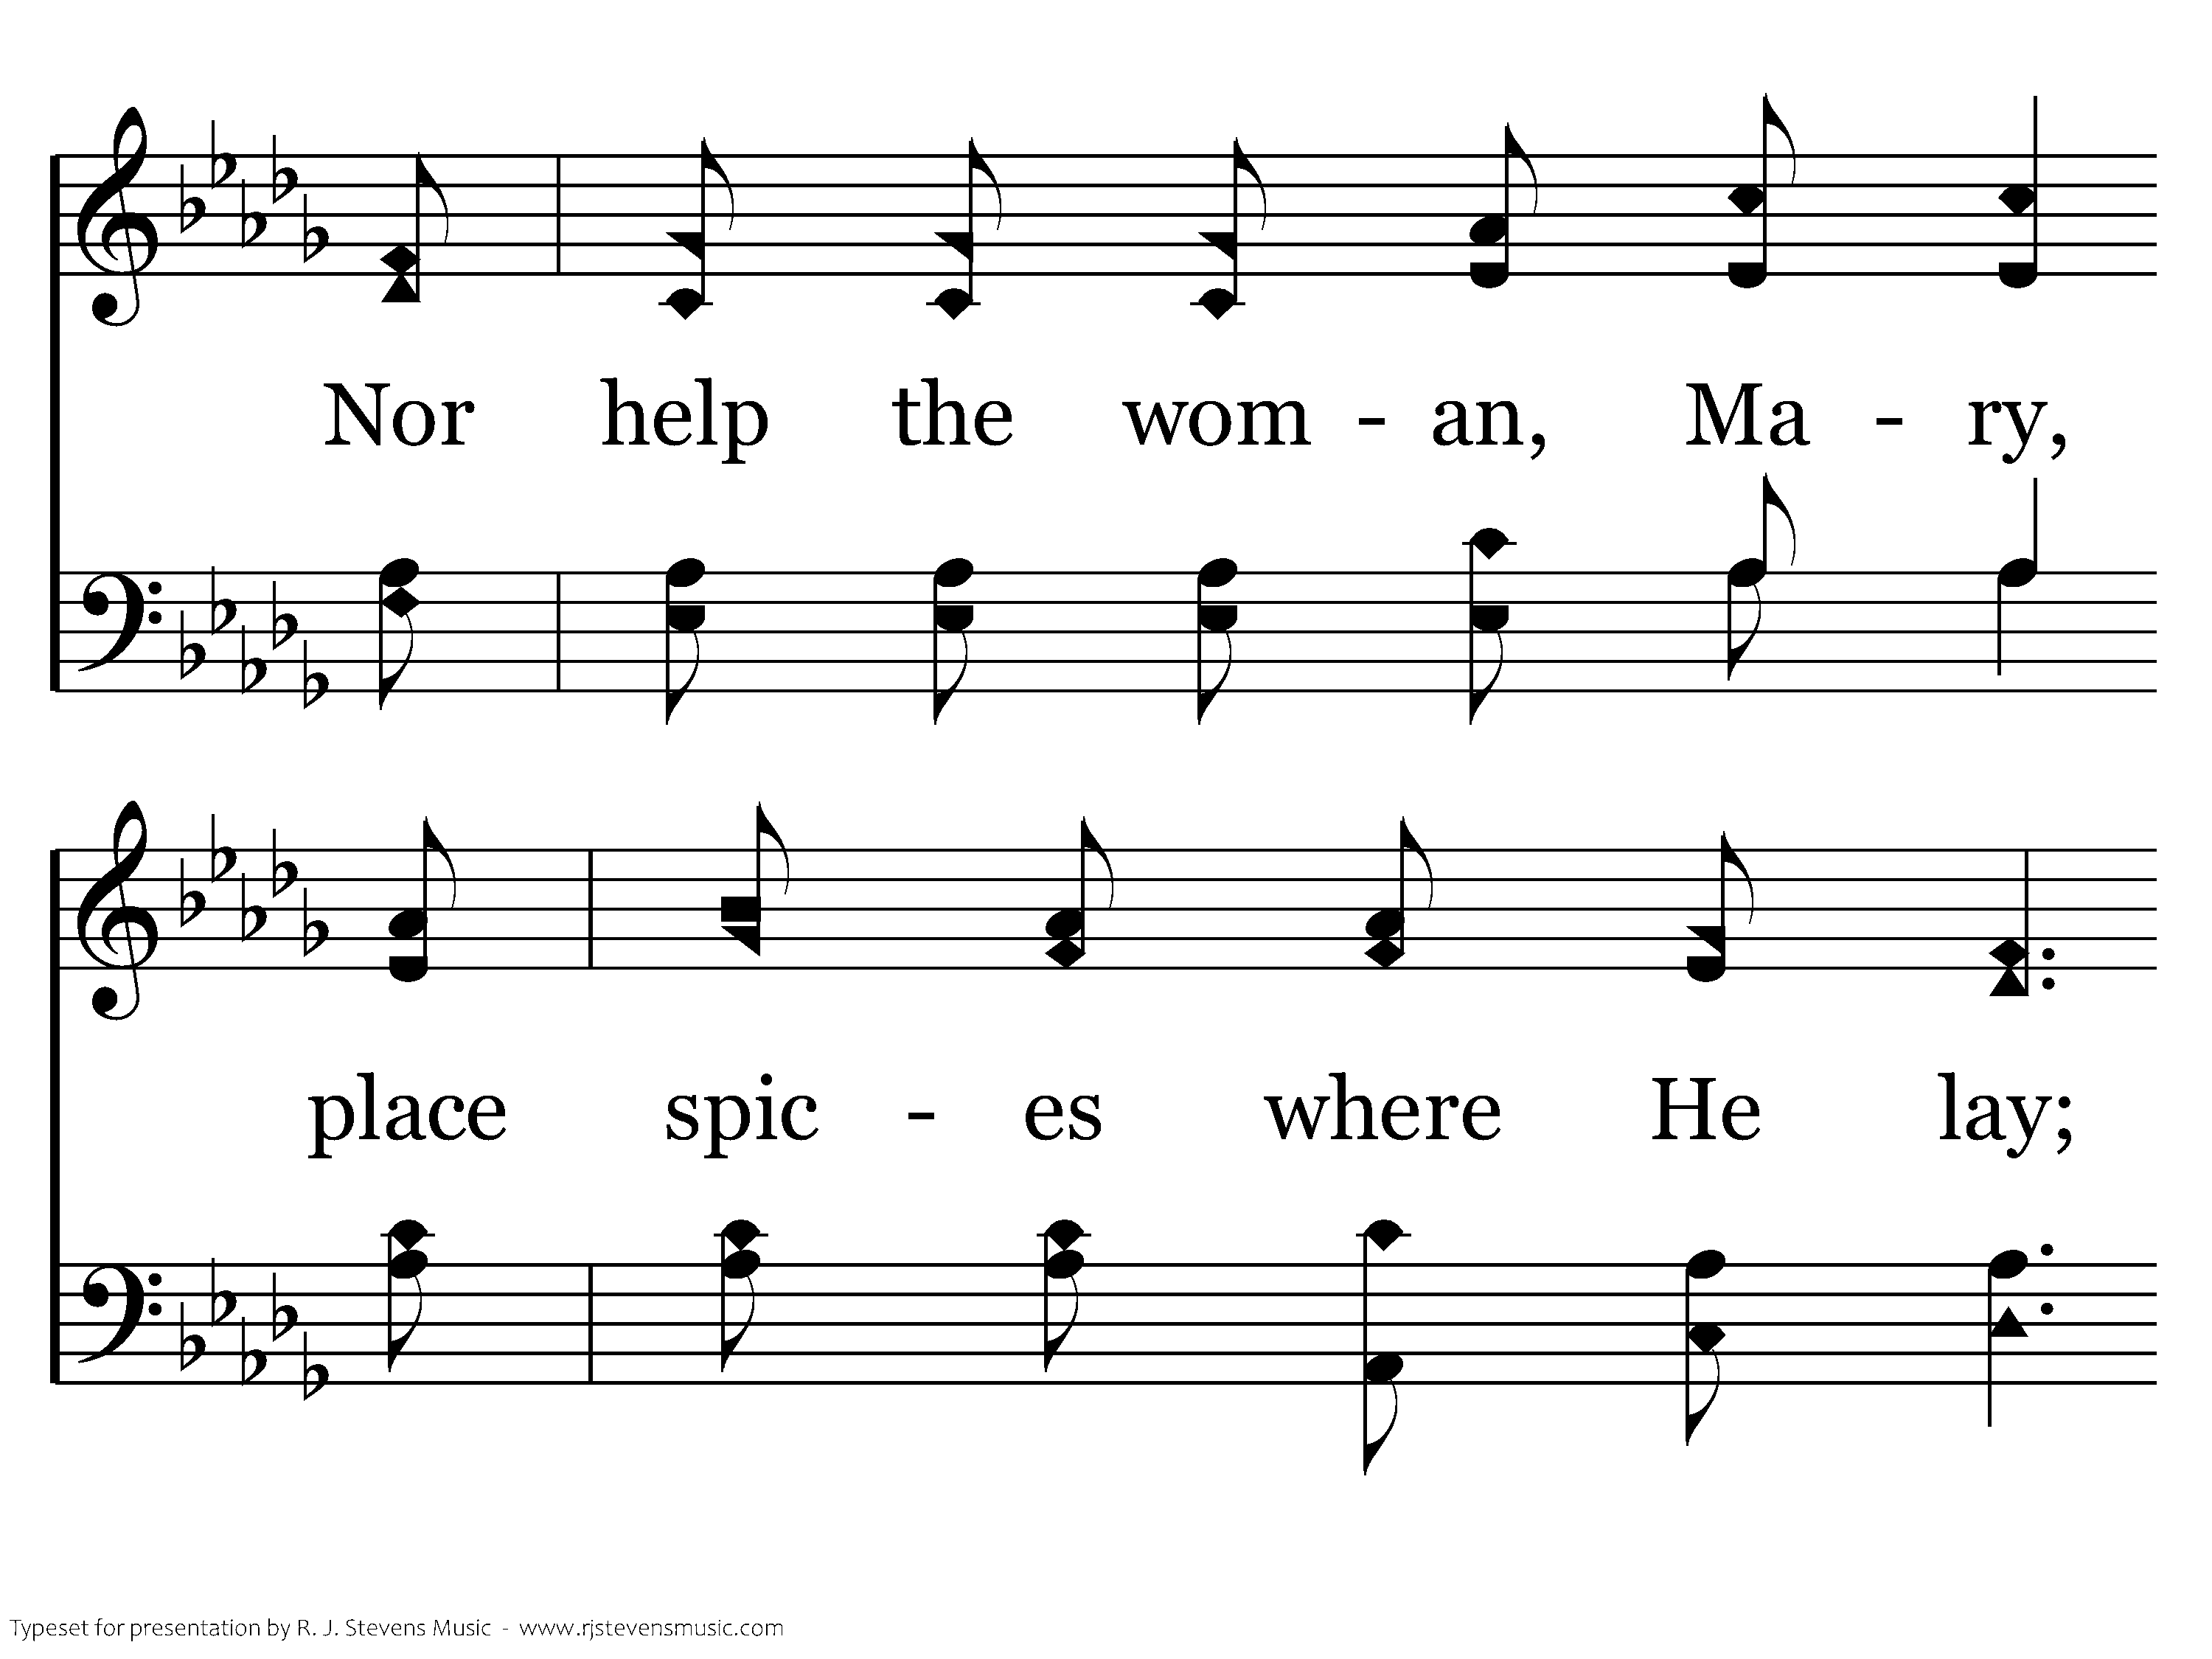 Nor help the wom - an, Ma - ry,
place spic - es where He lay;
Typeset for presentation by R. J. Stevens Music - www.rjstevensmusic.com